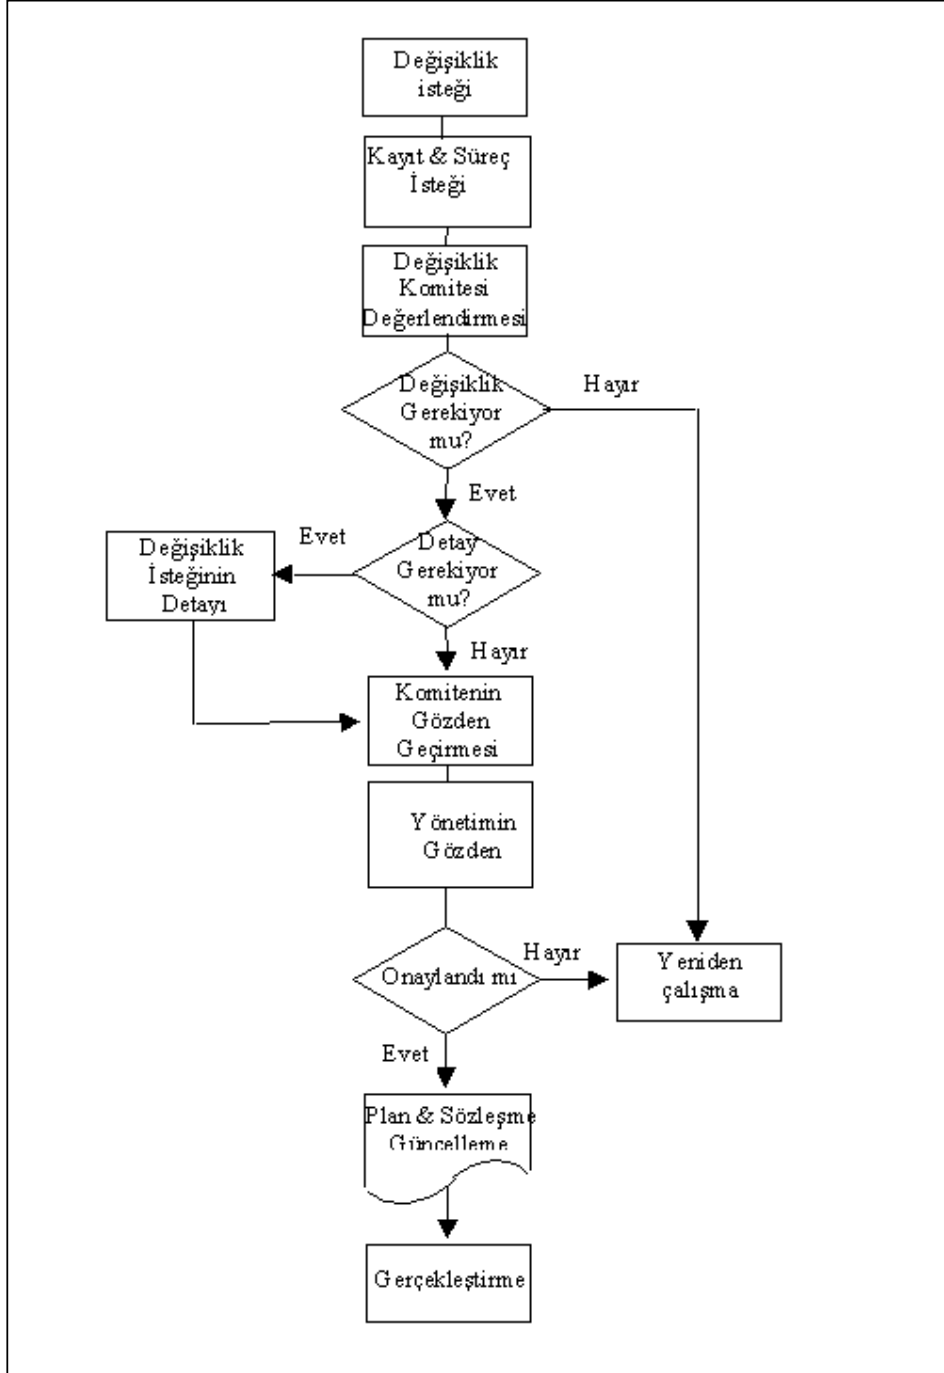 Değişiklik
isteği
Kayıt & Süreç
İsteği
Değişiklik
Komitesi
Değerlendirmesi
Değişiklik
Gerekiyor
mu?
Hayır
Evet
Detay
Gerekiyor
mu?
Evet
Değişiklik
İsteğinin
Detayı
Hayır
Komitenin
Gözden
Geçirmesi
Yönetimin
Gözden
Onaylandı mı
Hayır
Yeniden
çalışma
Evet
Plan & Sözleşme
Güncelleme
Gerçekleştirme